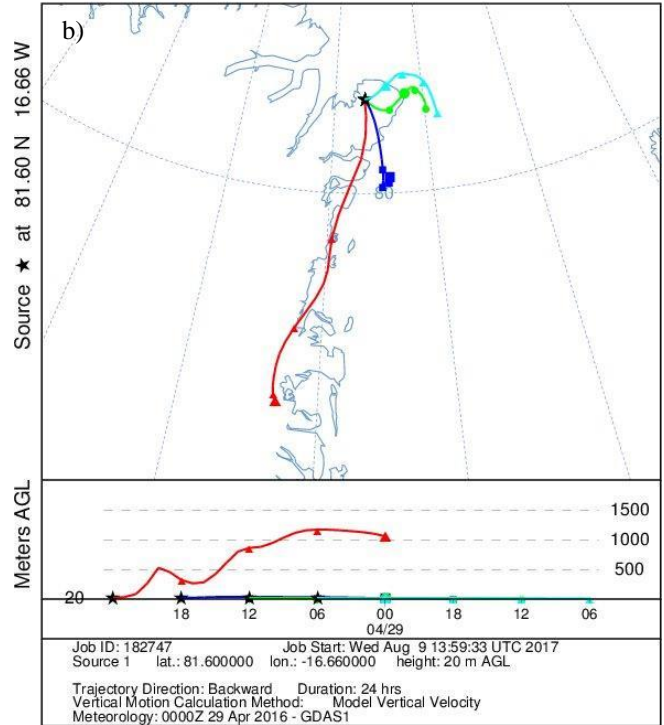 b)
Source ★ at 81.60 N 16.66 W
Meters AGL
1500
1000
500
20
18 12 06 00 18 12 06
04/29
Job ID: 182747 Job Start: Wed Aug 9 13:59:33 UTC 2017
Source 1 lat.: 81.600000 lon.: -16.660000 height: 20 m AGL
Trajectory Direction: Backward Duration: 24 hrs
Vertical Motion Calculation Method: Model Vertical Velocity
Meteorology: 0000Z 29 Apr 2016 - GDAS1